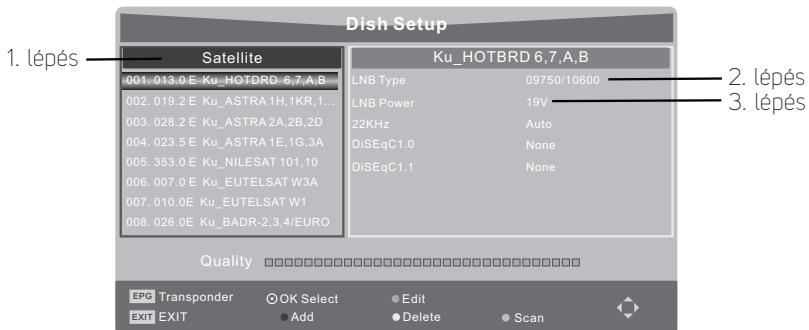 Dish Setup
1. lépés
Satellite
001. 013.0 E Ku_HOTDRD 6,7,A,B
002. 019.2 E Ku_ASTRA 1H,1KR,1...
003. 028.2 E Ku_ASTRA 2A,2B,2D
004. 023.5 E Ku_ASTRA 1E,1G,3A
005. 353.0 E Ku_NILESAT 101,10
006. 007.0 E Ku_EUTELSAT W3A
007. 010.0E Ku_EUTELSAT W1
008. 026.0E Ku_BADR-2,3,4/EURO
Ku_HOTBRD 6,7,A,B
LNB Type 09750/10600
2. lépés
LNB Power 19V
3. lépés
22KHz Auto
DiSEqC1.0 None
DiSEqC1.1 None
Quality
EPG Transponder OK Select Edit
EXIT EXIT Add Delete Scan